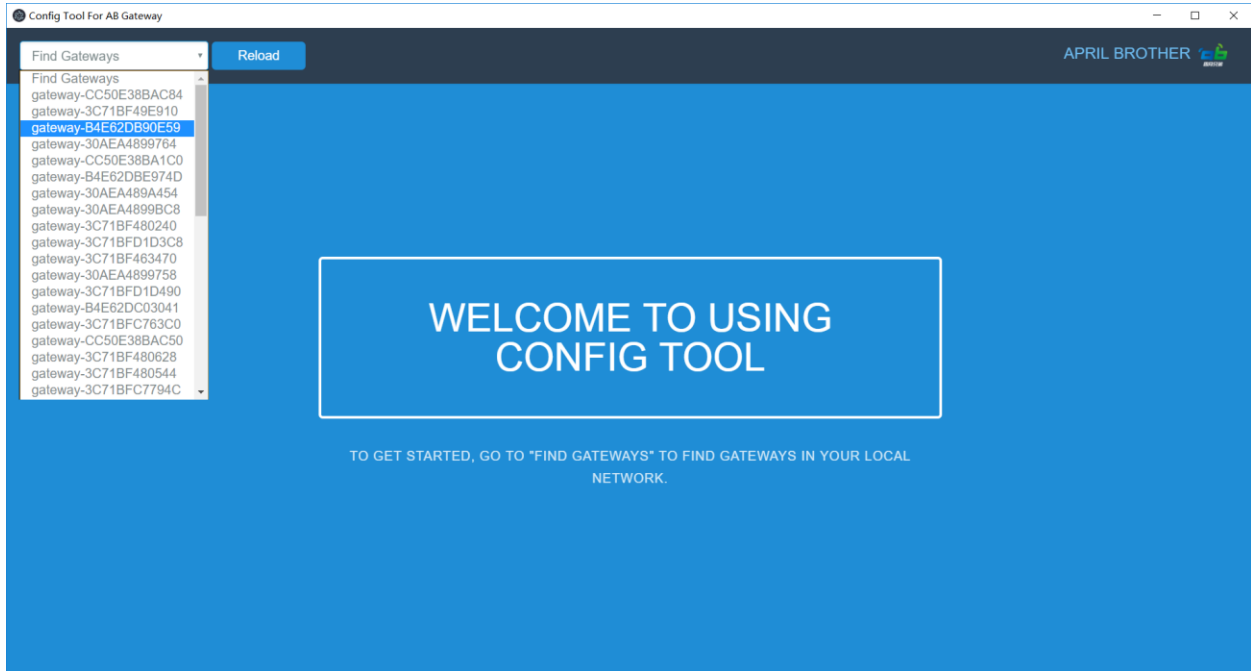 Config Tool For AB Gateway
Find Gateways
Reload
APRIL BROTHER
Find Gateways
gateway-CC50E38BAC84
gateway-3C71BF49E910
gateway-B4E62DB90E59
gateway-30AEA4899764
gateway-CC50E38BA1C0
gateway-B4E62DBE974D
gateway-30AEA489A454
gateway-30AEA4899BC8
gateway-3C71BF480240
gateway-3C71BFD1D3C8
gateway-3C71BF463470
gateway-30AEA4899758
gateway-3C71BFD1D490
gateway-B4E62DC03041
gateway-3C71BFC763C0
gateway-CC50E38BAC50
gateway-3C71BF480628
gateway-3C71BF480544
gateway-3C71BFC7794C
WELCOME TO USING
CONFIG TOOL
TO GET STARTED, GO TO "FIND GATEWAYS" TO FIND GATEWAYS IN YOUR LOCAL
NETWORK.